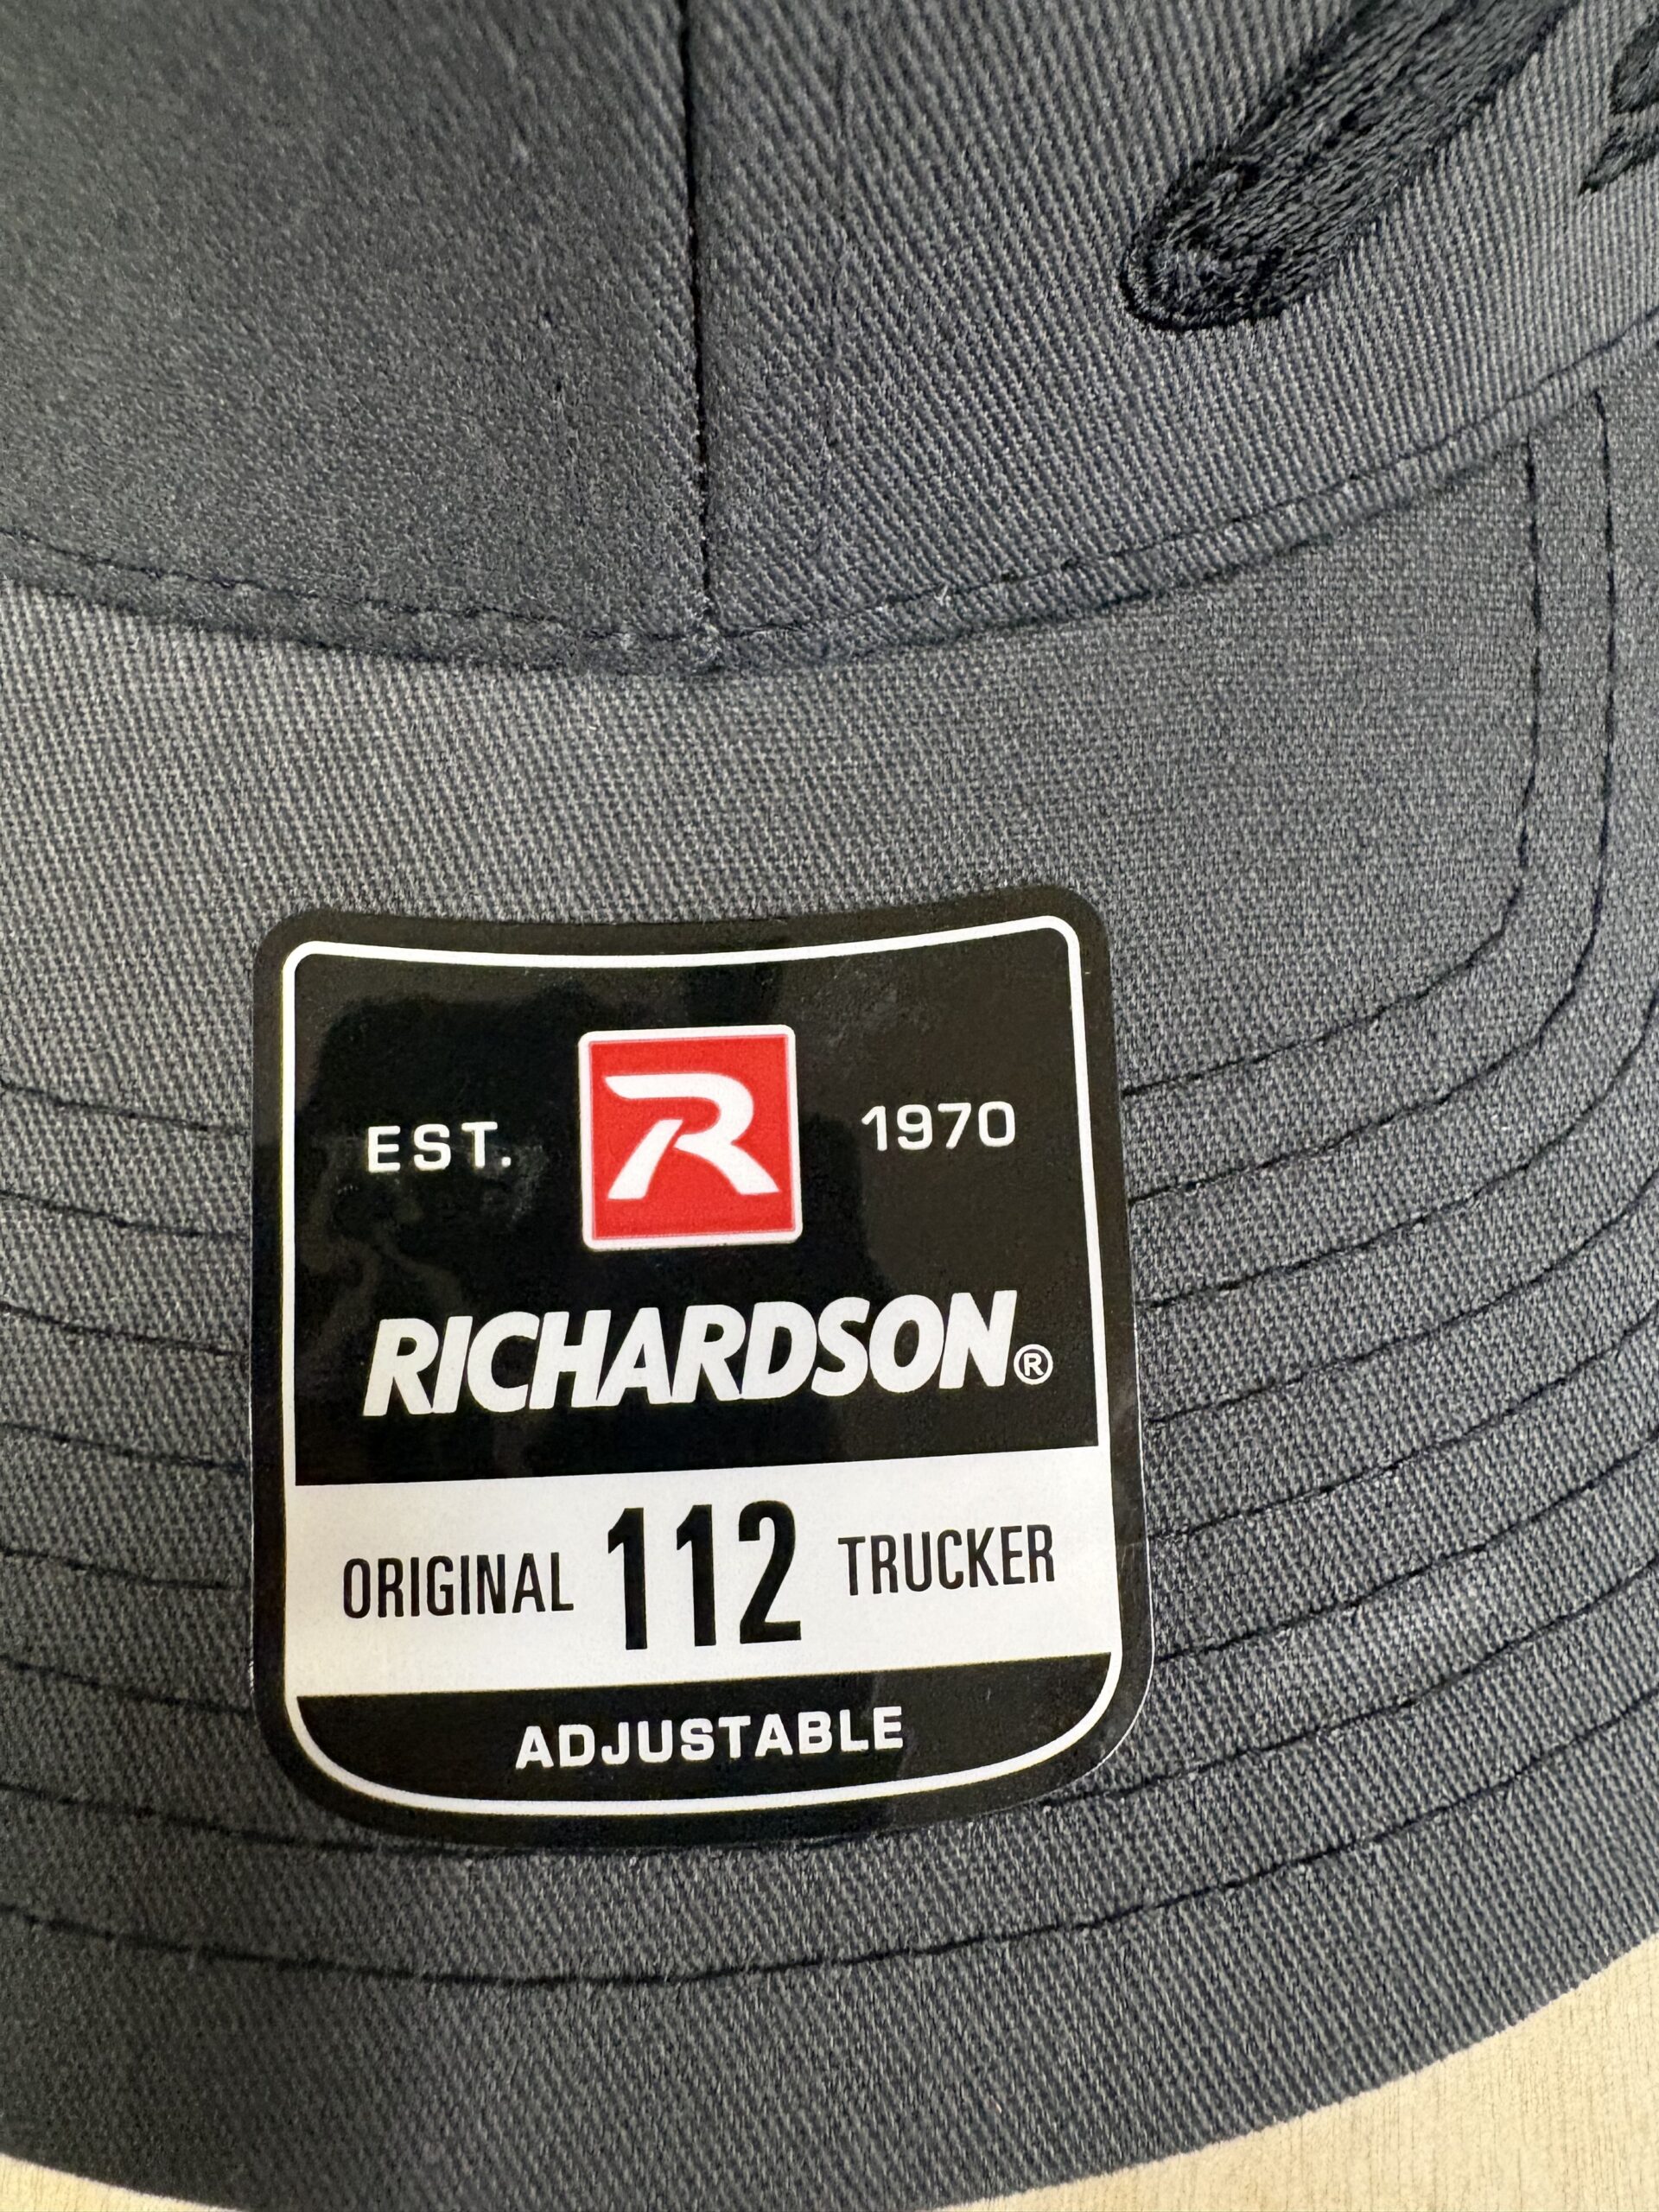 EST. R 1970
RICHARDSON®
ORIGINAL 112 TRUCKER
ADJUSTABLE